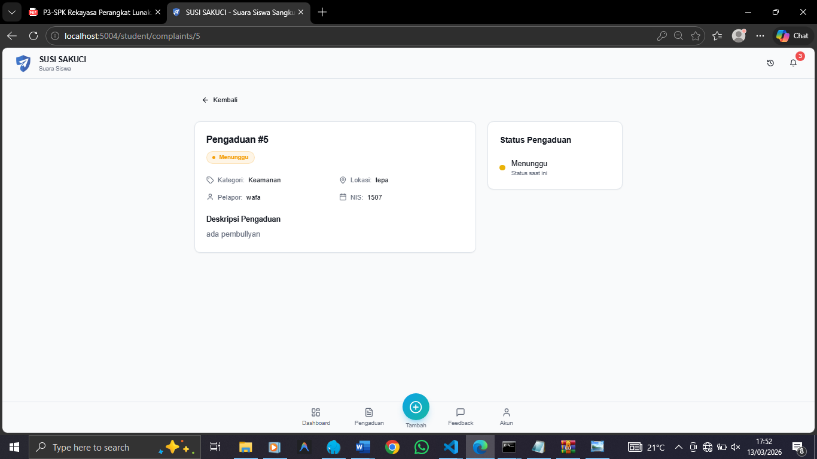 P3-SPK Rekayasa Perangkat Lunak
SUSI SAKUCI - Suara Siswa Sangku
localhost:5004/student/complaints/5
Chat
SUSI SAKUCI
Suara Siswa
3
Kembali
Pengaduan #5
Menunggu
Kategori: Keamanan
Lokasi: tepa
Pelapor: wafa
NIS: 1507
Deskripsi Pengaduan
ada pembullyan
Status Pengaduan
Menunggu
Status saat ini
Dashboard
Pengaduan
Tambah
Feedback
Akun
Type here to search
21°C
17:52
13/03/2026
8